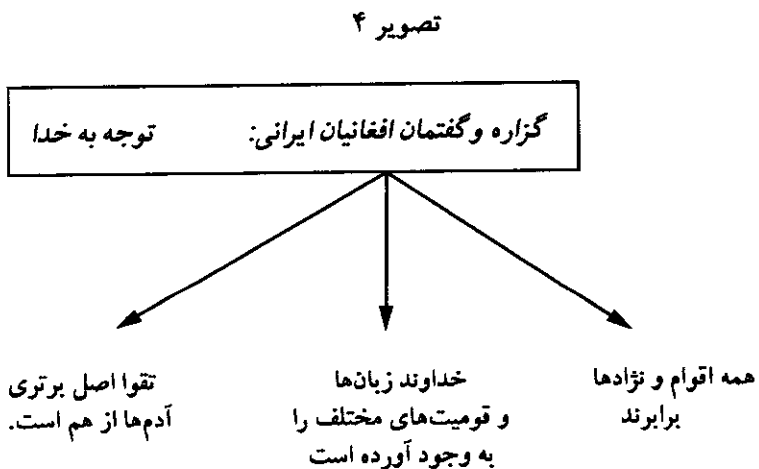 تصویر ۴
گزاره و گفتمان افغانیان ایرانی: توجه به خدا
همه اقوام و نژادها
برابرند
خداوند زبان‌ها
و قومیت‌های مختلف را
به وجود آورده است
تقوا اصل برتری
آدم‌ها از هم است.